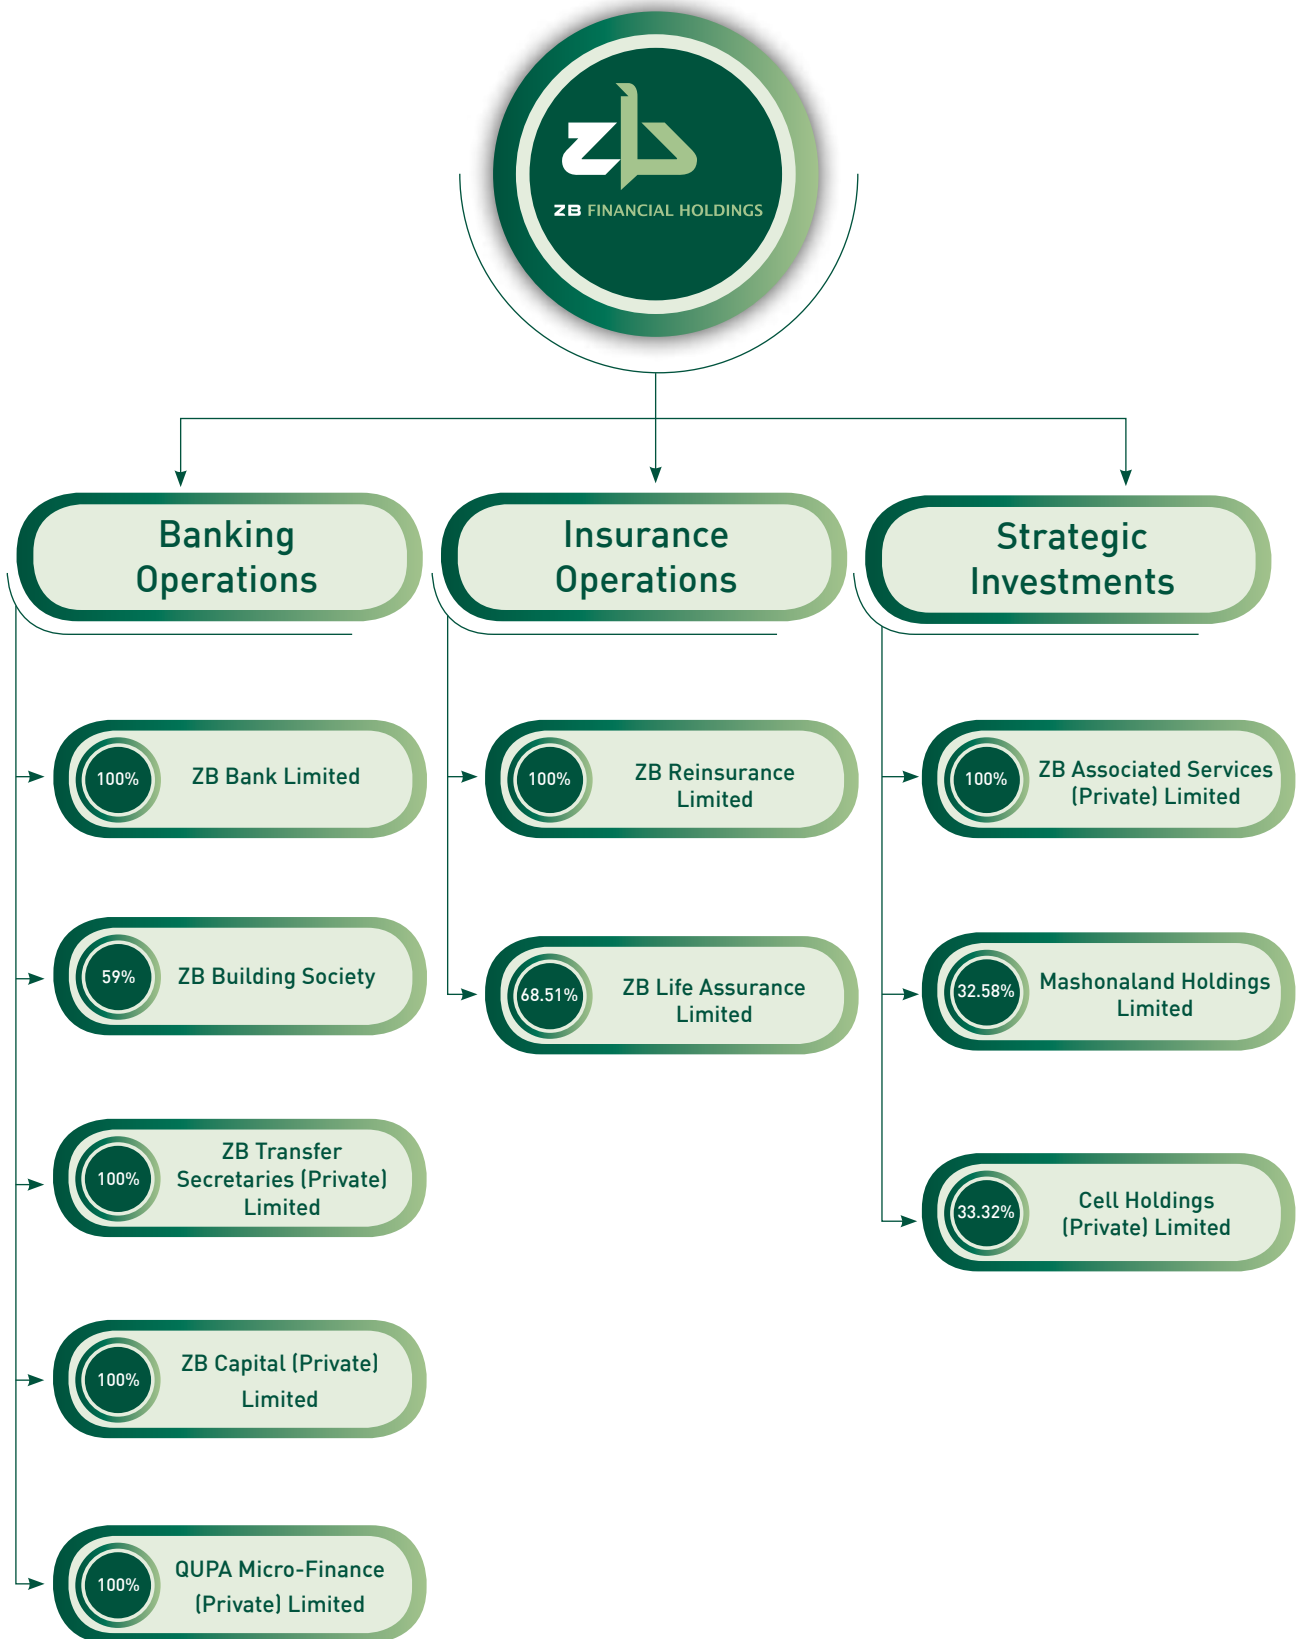 zb
ZB FINANCIAL HOLDINGS
Banking
Operations
100%
ZB Bank Limited
59%
ZB Building Society
100%
ZB Transfer
Secretaries (Private)
Limited
100%
ZB Capital (Private)
Limited
100%
QUPA Micro-Finance
(Private) Limited
Insurance
Operations
100%
ZB Reinsurance
Limited
68.51%
ZB Life Assurance
Limited
Strategic
Investments
100%
ZB Associated Services
(Private) Limited
32.58%
Mashonaland Holdings
Limited
33.32%
Cell Holdings
(Private) Limited